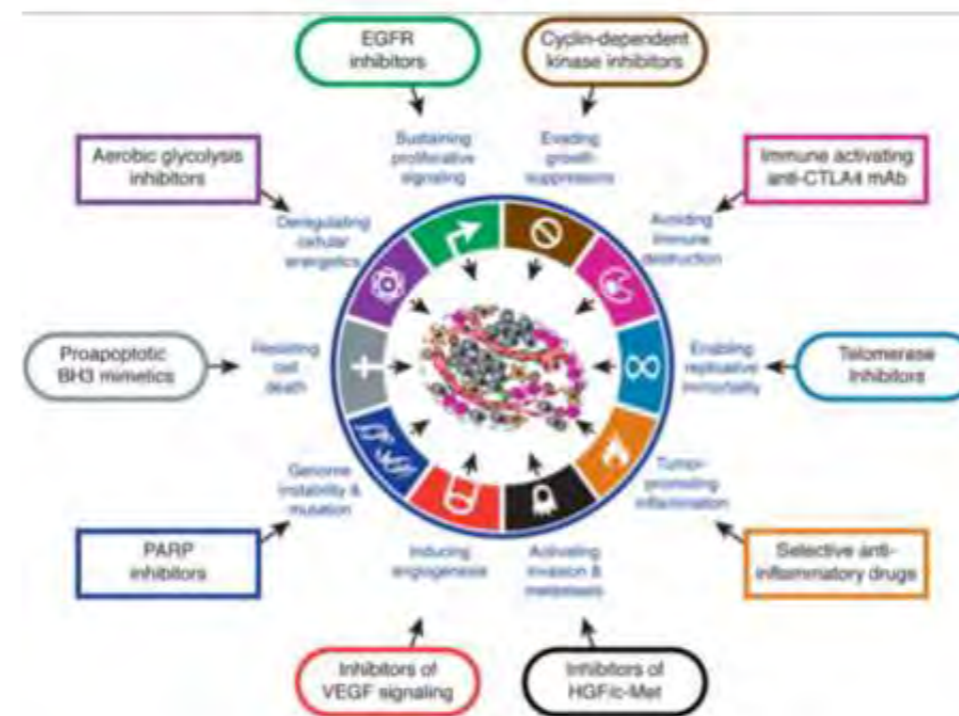 EGFR
inhibitors
Cyclin-dependent
kinase inhibitors
Sustaining
proliferative
signaling
Evading
growth
suppressors
Aerobic glycolysis
inhibitors
Immune activating
anti-CTLA4 mAb
Deregulating
cellular
energetics
Avoiding
immune
destruction
Proapoptotic
BH3 mimetics
Resisting
cell
death
Enabling
replicative
immortality
Telomerase
Inhibitors
Genome
instability &
mutation
Tumor-
promoting
inflammation
PARP
inhibitors
Inducing
angiogenesis
Activating
invasion &
metastasis
Selective anti-
inflammatory drugs
Inhibitors of
VEGF signaling
Inhibitors of
HGF/c-Met